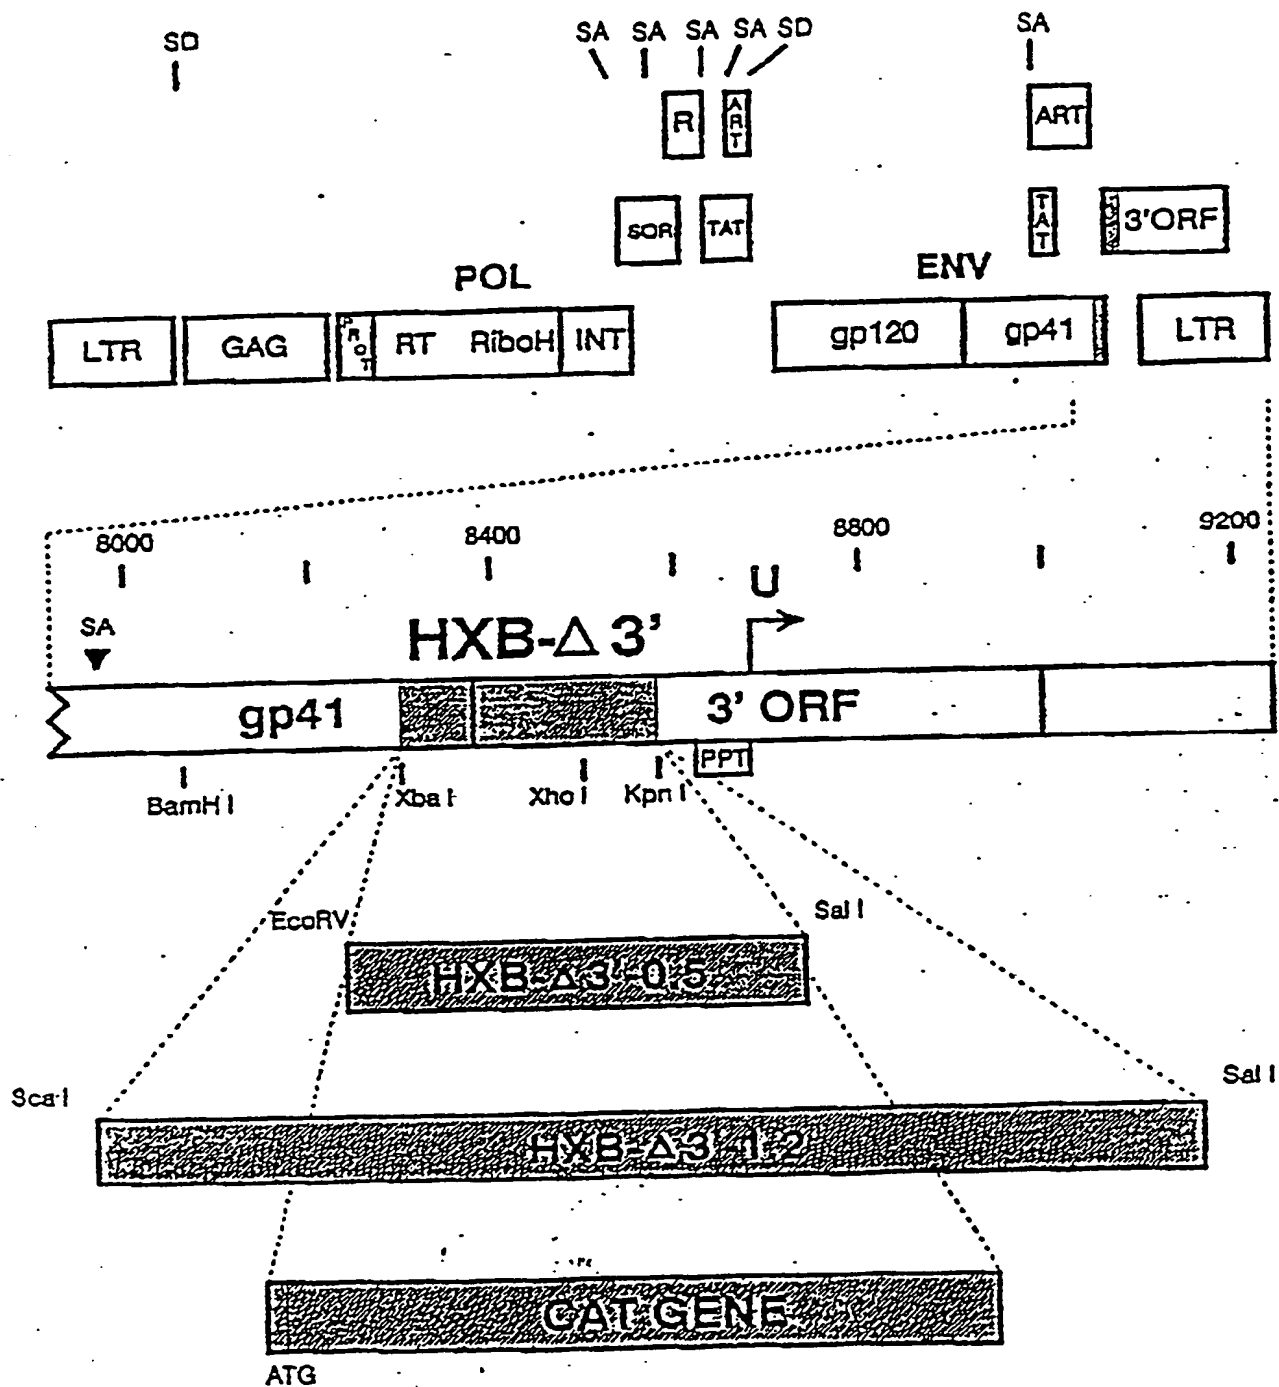 SD SA SA SA SA SD SA
R ART ART
SOR TAT TAT 3'ORF
POL ENV
LTR GAG PROT RT RiboH INT gp120 gp41 LTR
8000 8400 8800 9200
U
SA
HXB-Δ 3'
gp41 3' ORF
PPT
BamH I Xba I Xho I Kpn I
EcoRV Sal I
HXB-Δ3'-0.5
Sca I Sal I
HXB-Δ3'-1.2
CAT GENE
ATG